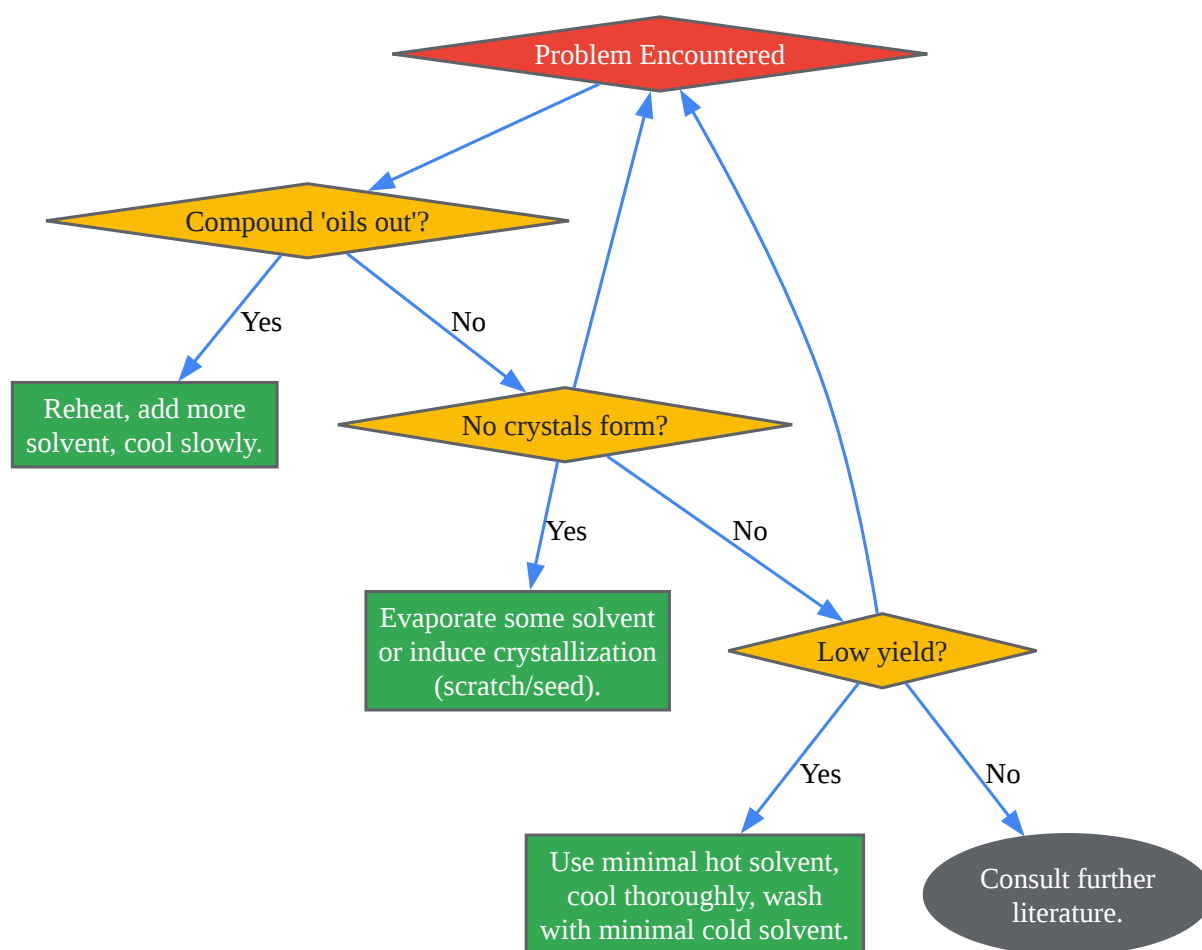 Problem Encountered
Compound 'oils out'?
Yes
No
Reheat, add more
solvent, cool slowly.
No crystals form?
Yes
No
Evaporate some solvent
or induce crystallization
(scratch/seed).
Low yield?
Yes
No
Use minimal hot solvent,
cool thoroughly, wash
with minimal cold solvent.
Consult further
literature.